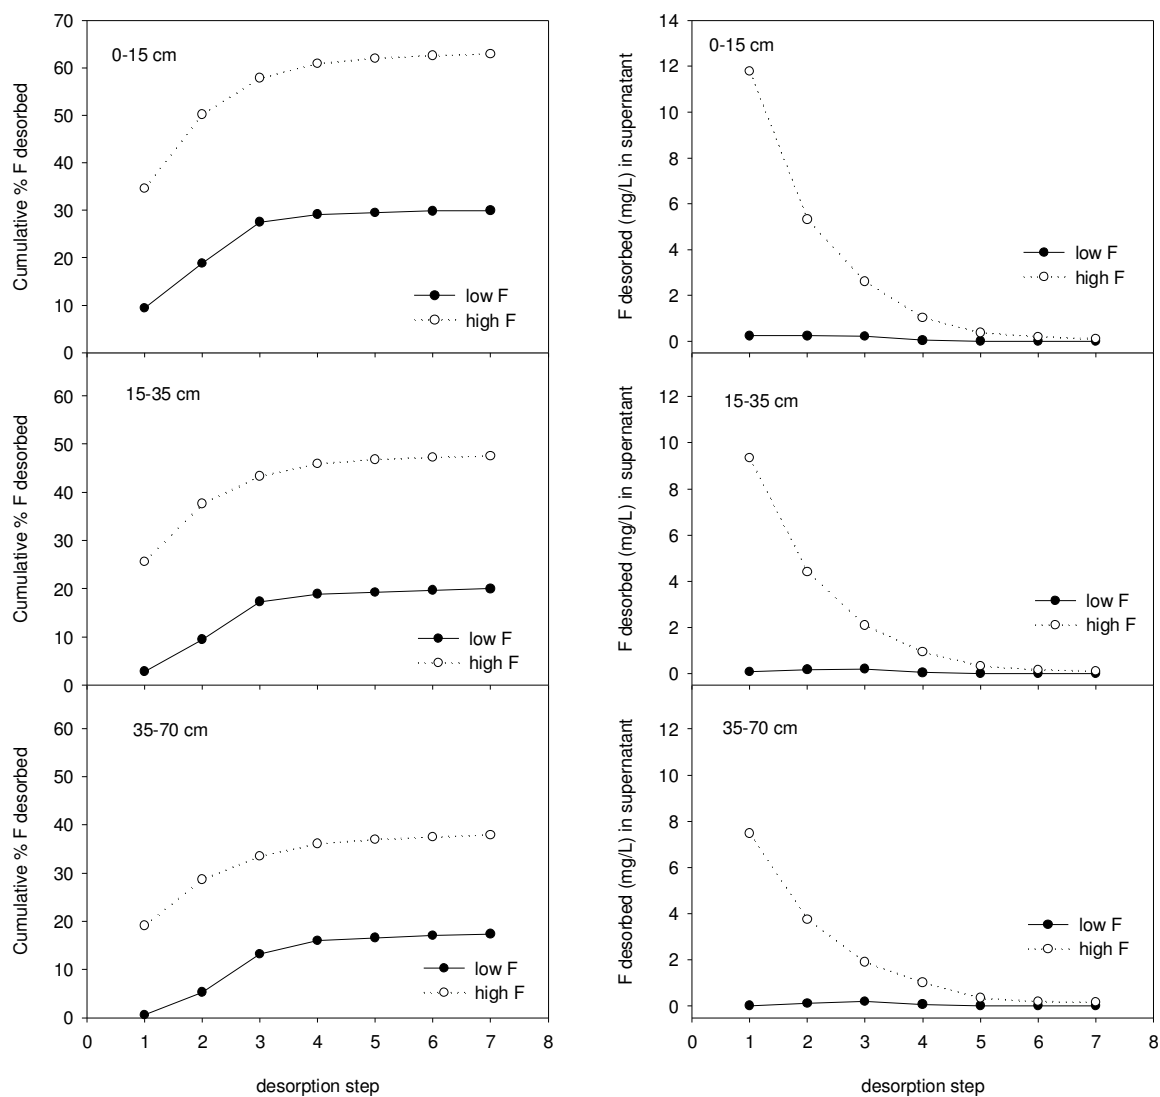 Cumulative % F desorbed
70
60
50
40
30
20
10
0
0-15 cm
low F
high F
F desorbed (mg/L) in supernatant
14
12
10
8
6
4
2
0
0-15 cm
low F
high F
Cumulative % F desorbed
60
50
40
30
20
10
0
15-35 cm
low F
high F
F desorbed (mg/L) in supernatant
12
10
8
6
4
2
0
15-35 cm
low F
high F
Cumulative % F desorbed
60
50
40
30
20
10
0
35-70 cm
low F
high F
0 1 2 3 4 5 6 7 8
desorption step
F desorbed (mg/L) in supernatant
12
10
8
6
4
2
0
35-70 cm
low F
high F
0 1 2 3 4 5 6 7 8
desorption step